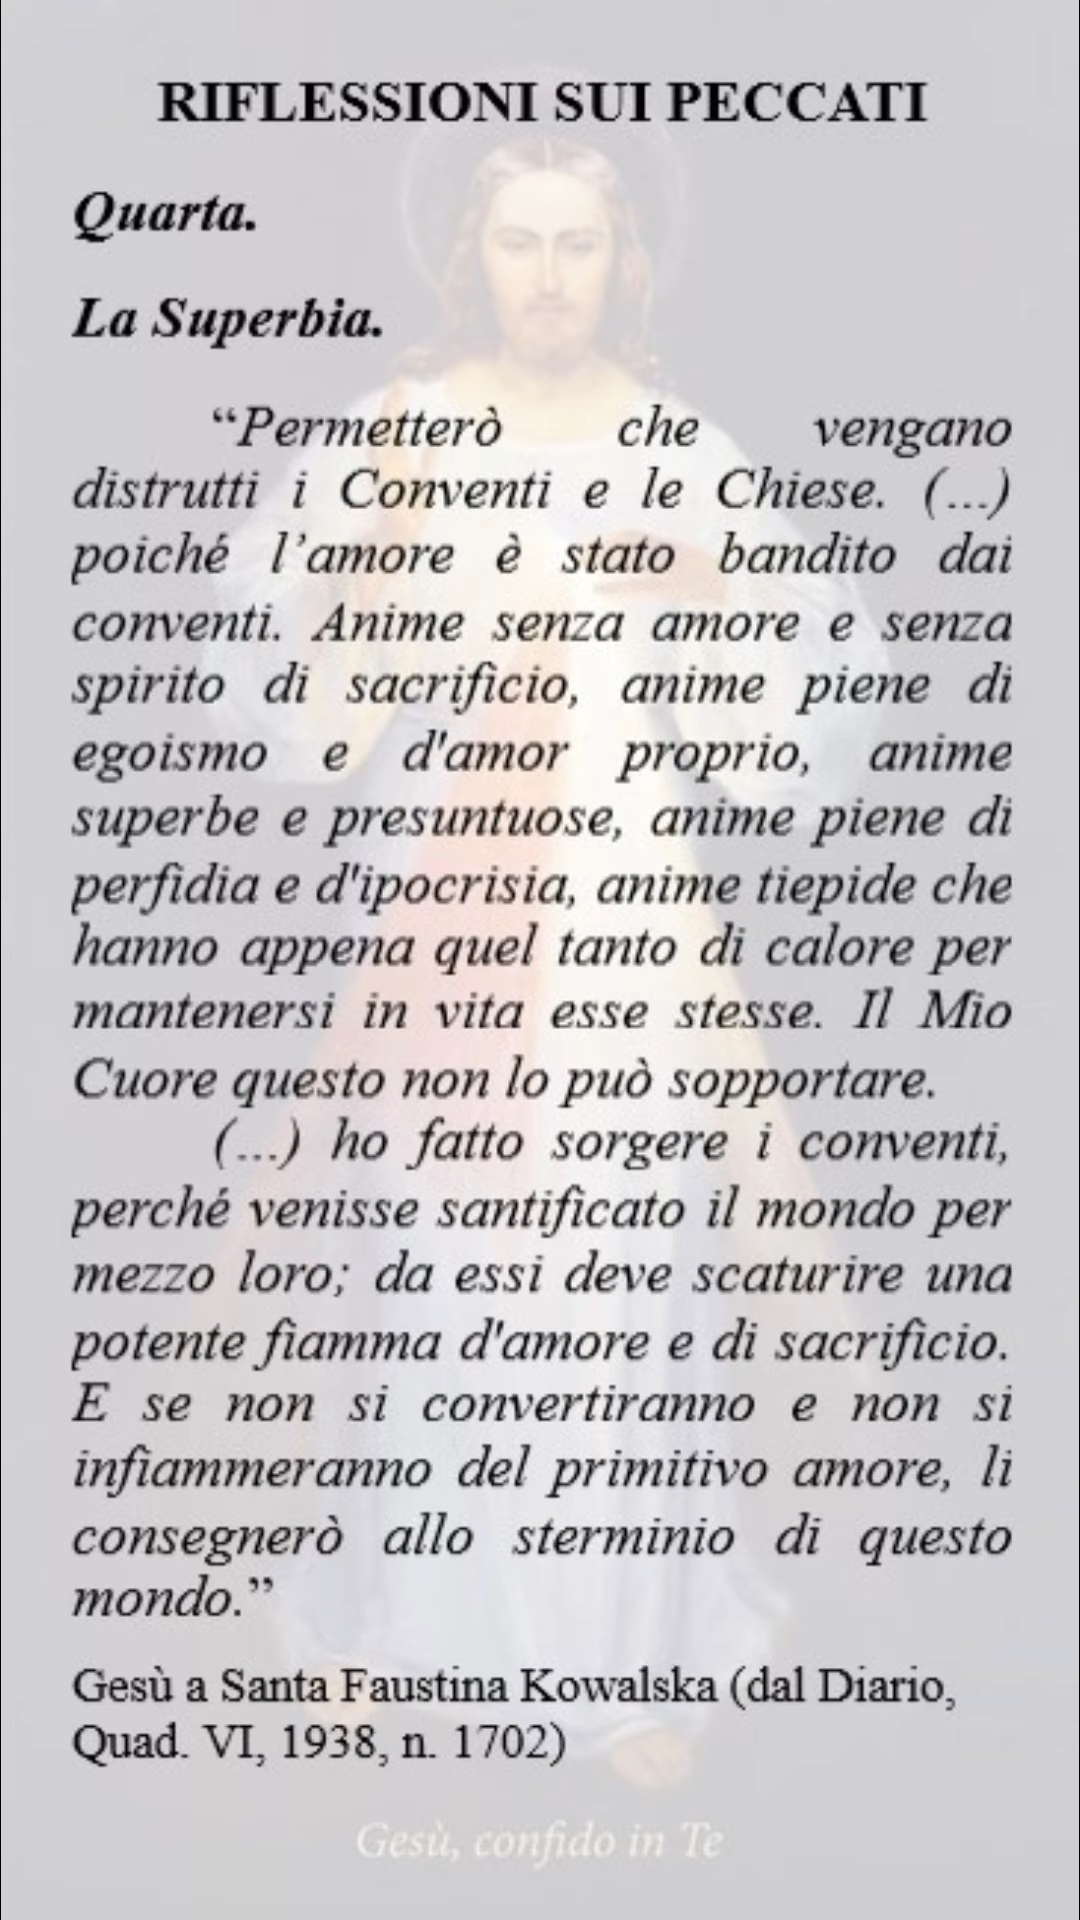 RIFLESSIONI SUI PECCATI
Quarta.
La Superbia.
“Permetterò che vengano
distrutti i Conventi e le Chiese. (...)
poiché l’amore è stato bandito dai
conventi. Anime senza amore e senza
spirito di sacrificio, anime piene di
egoismo e d'amor proprio, anime
superbe e presuntuose, anime piene di
perfidia e d'ipocrisia, anime tiepide che
hanno appena quel tanto di calore per
mantenersi in vita esse stesse. Il Mio
Cuore questo non lo può sopportare.
(...) ho fatto sorgere i conventi,
perché venisse santificato il mondo per
mezzo loro; da essi deve scaturire una
potente fiamma d'amore e di sacrificio.
E se non si convertiranno e non si
infiammeranno del primitivo amore, li
consegnerò allo sterminio di questo
mondo.”
Gesù a Santa Faustina Kowalska (dal Diario,
Quad. VI, 1938, n. 1702)
Gesù, confido in Te